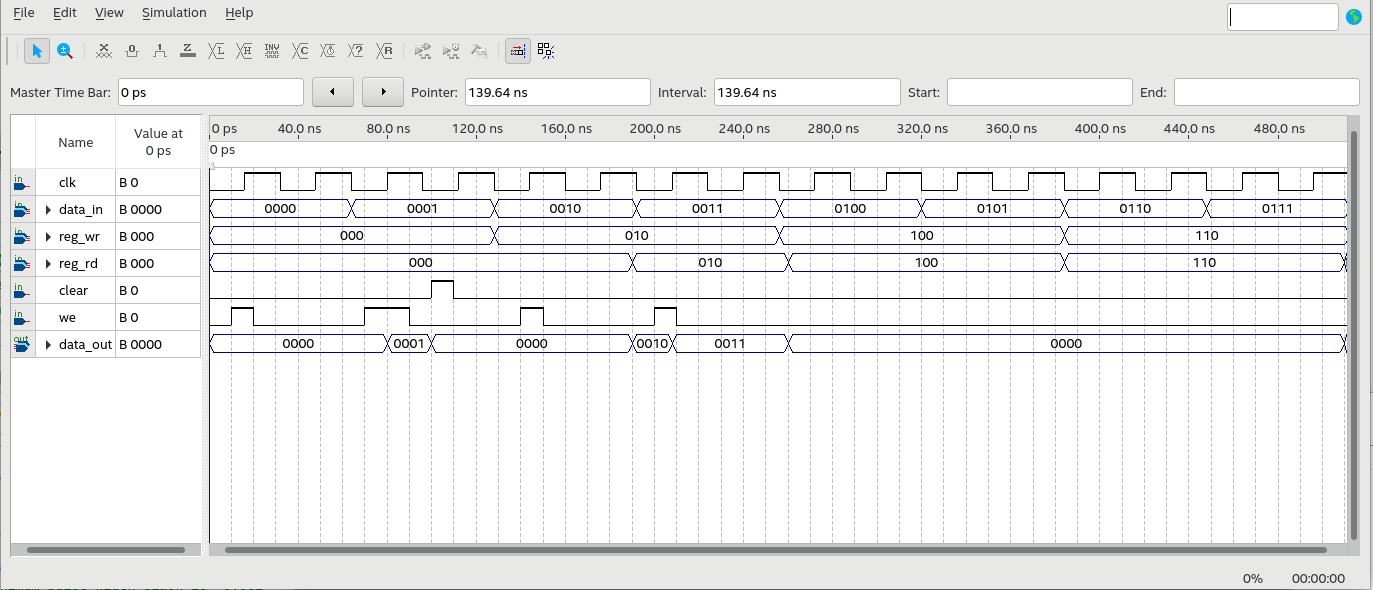 File Edit View Simulation Help
Master Time Bar: 0 ps Pointer: 139.64 ns Interval: 139.64 ns Start: End:
Name Value at 0 ps
0 ps 40.0 ns 80.0 ns 120.0 ns 160.0 ns 200.0 ns 240.0 ns 280.0 ns 320.0 ns 360.0 ns 400.0 ns 440.0 ns 480.0 ns
0 ps
in clk B 0
in data_in B 0000 0000 0001 0010 0011 0100 0101 0110 0111
in reg_wr B 000 000 010 100 110
in reg_rd B 000 000 010 100 110
in clear B 0
in we B 0
out data_out B 0000 0000 0001 0000 0010 0011 0000
0% 00:00:00